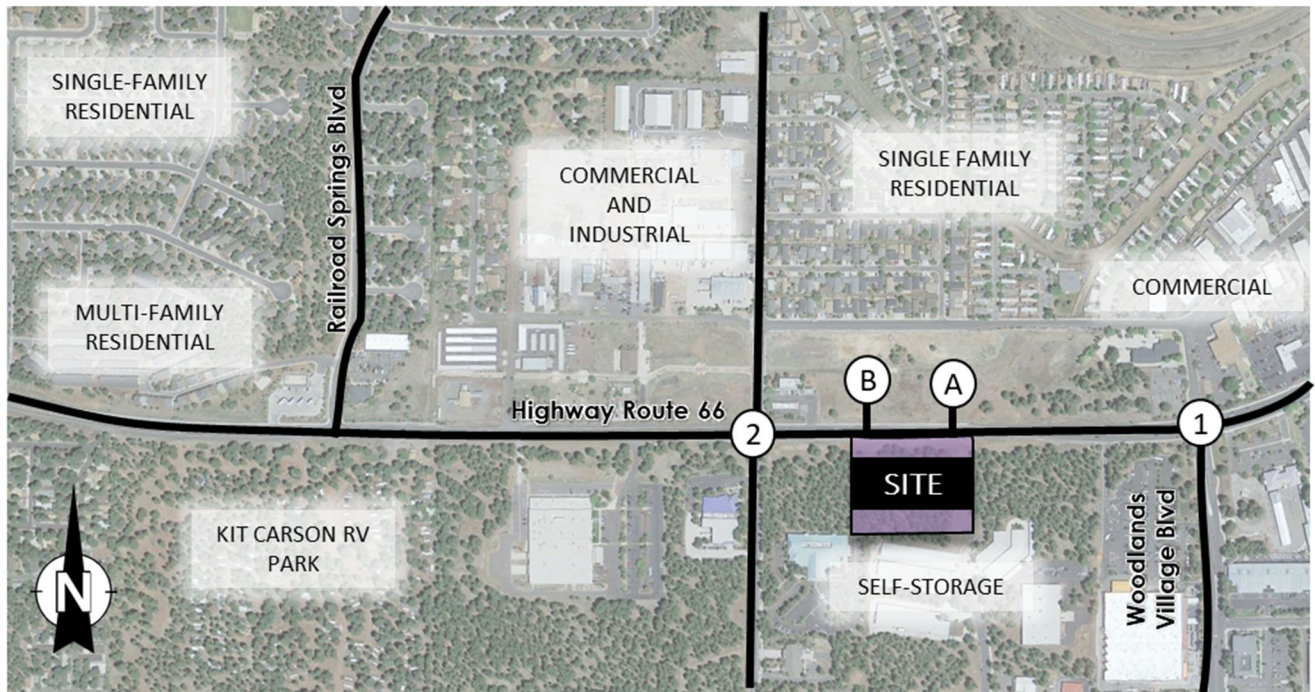 SINGLE-FAMILY
RESIDENTIAL
Railroad Springs Blvd
COMMERCIAL
AND
INDUSTRIAL
SINGLE FAMILY
RESIDENTIAL
COMMERCIAL
MULTI-FAMILY
RESIDENTIAL
B
A
Highway Route 66
2
1
SITE
KIT CARSON RV
PARK
N
SELF-STORAGE
Woodlands
Village Blvd